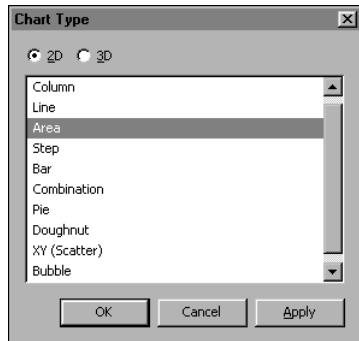 Chart Type
2D 3D
Column
Line
Area
Step
Bar
Combination
Pie
Doughnut
XY (Scatter)
Bubble
OK Cancel Apply